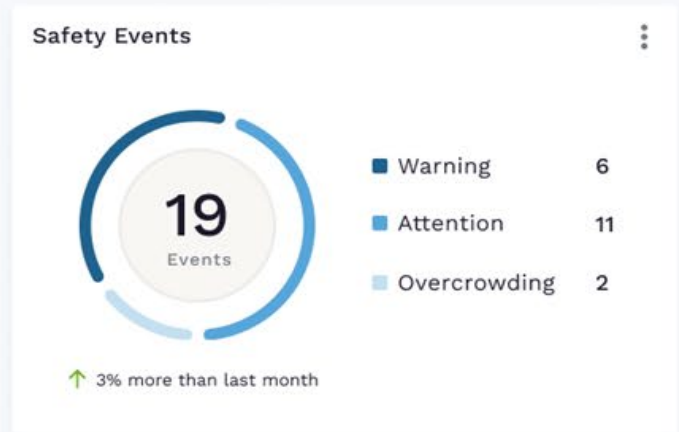 Safety Events
19
Events
Warning 6
Attention 11
Overcrowding 2
3% more than last month